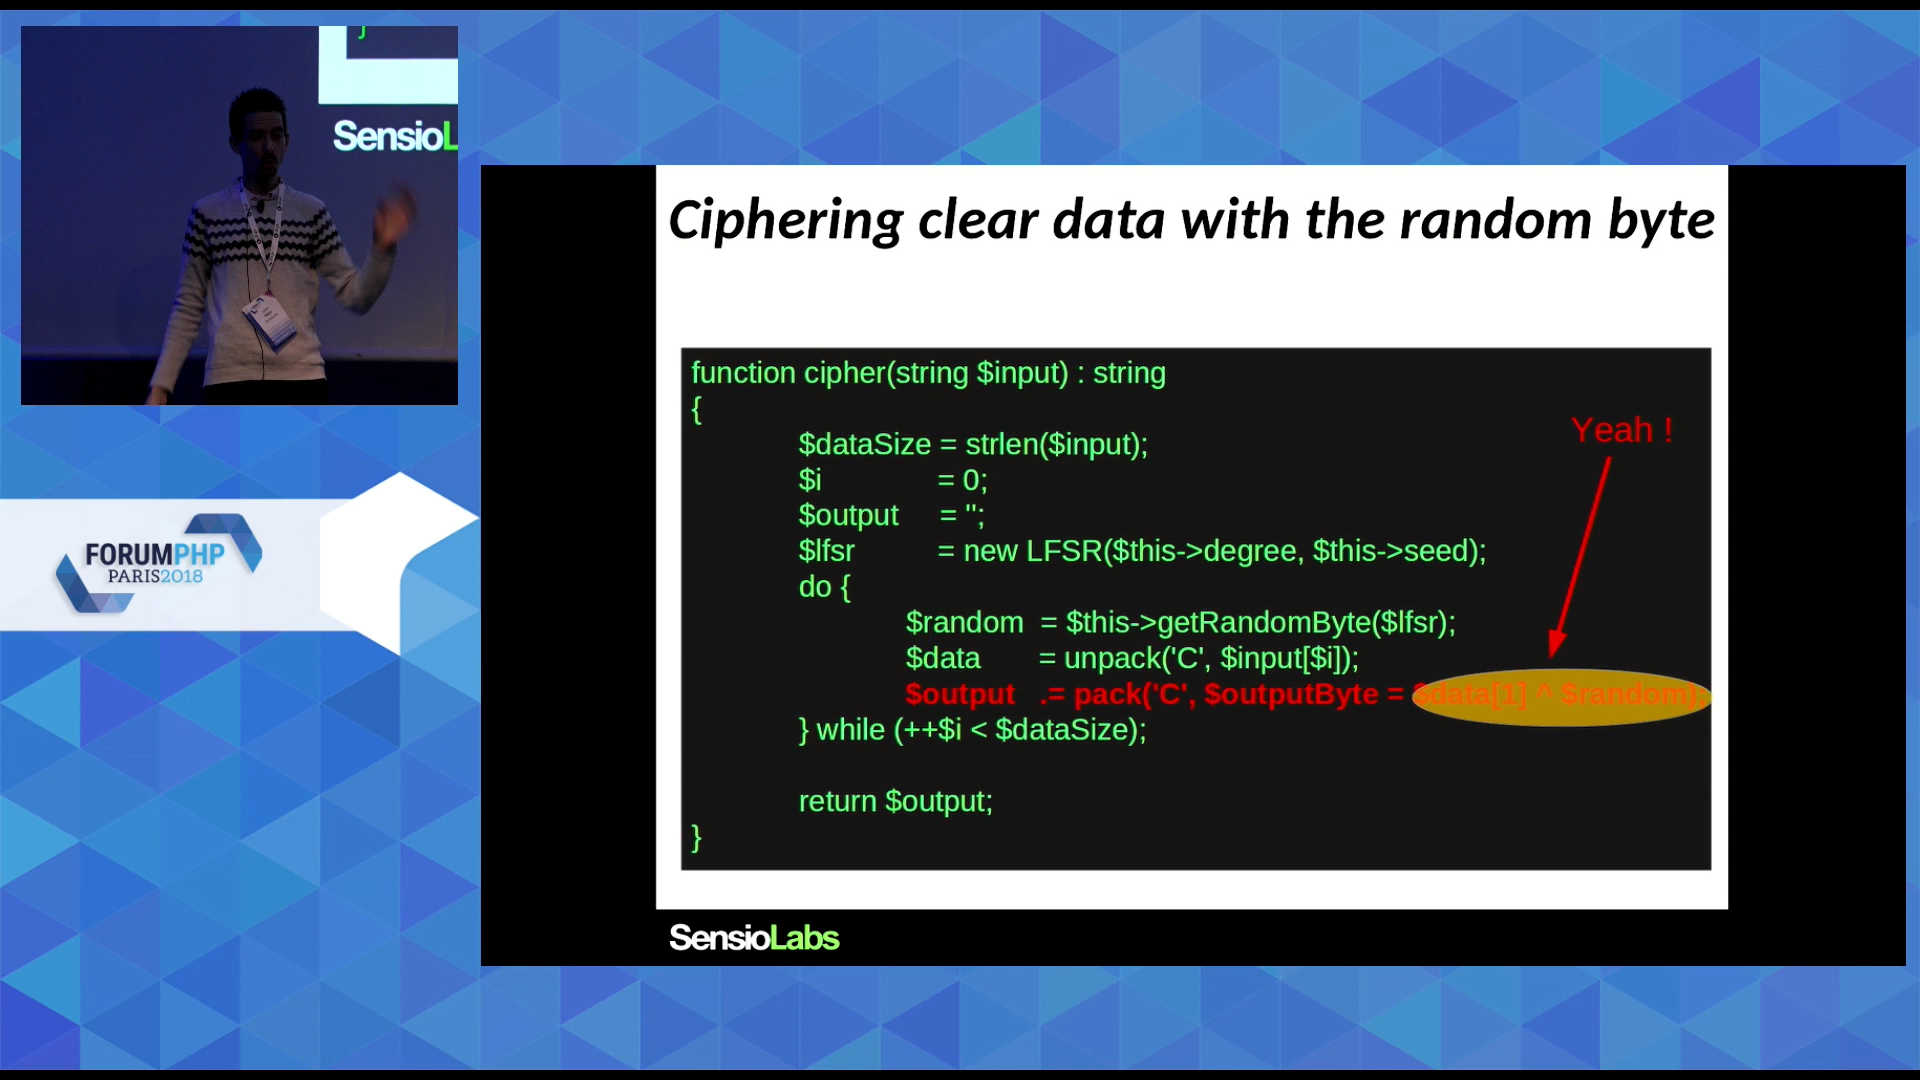 }
SensioL
Ciphering clear data with the random byte
function cipher(string $input) : string
{
$dataSize = strlen($input);
$i = 0;
$output = '';
$lfsr = new LFSR($this->degree, $this->seed);
do {
$random = $this->getRandomByte($lfsr);
$data = unpack('C', $input[$i]);
$output .= pack('C', $outputByte = $data[1] ^ $random);
} while (++$i < $dataSize);
return $output;
}
Yeah !
SensioLabs
FORUMPHP
PARIS2018